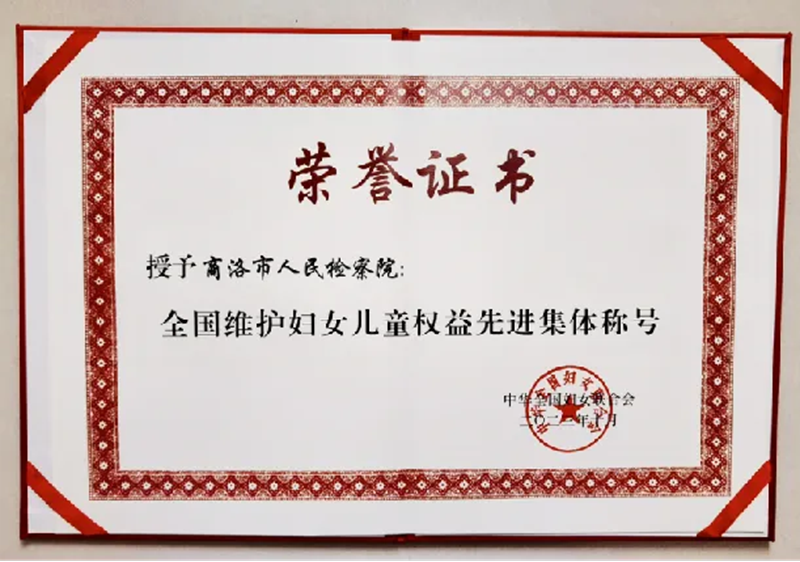 荣誉证书
授予商洛市人民检察院:
全国维护妇女儿童权益先进集体称号
中华全国妇女联合会